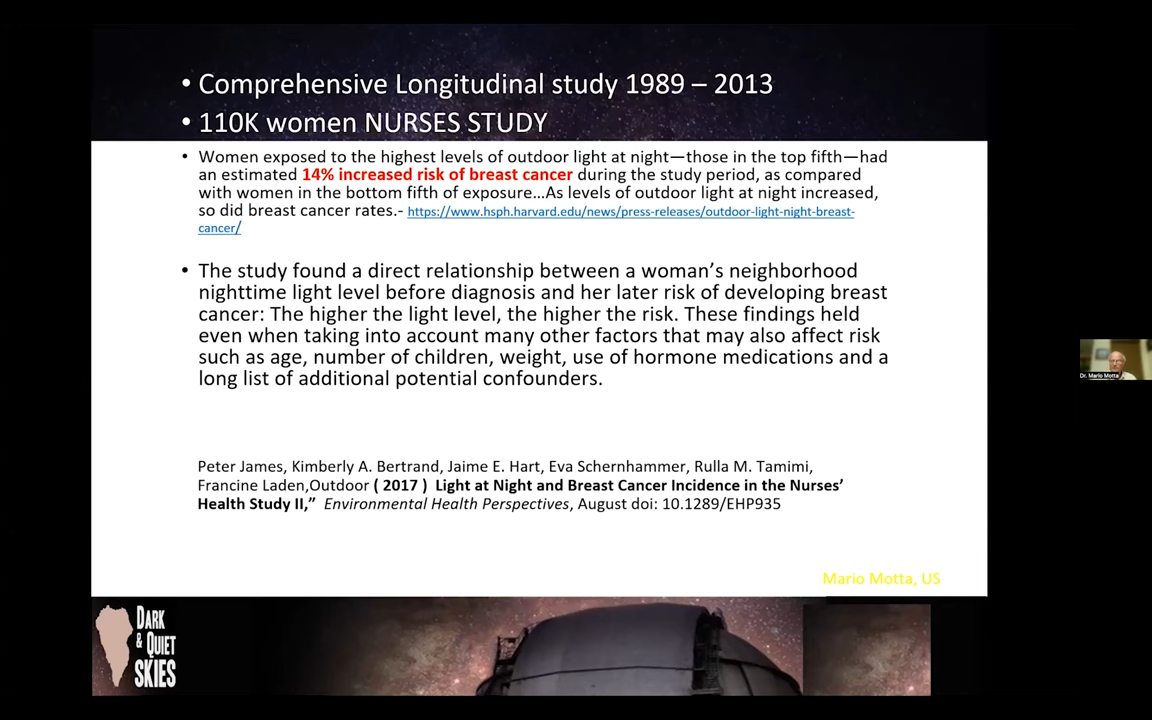 • Comprehensive Longitudinal study 1989 – 2013
• 110K women NURSES STUDY
• Women exposed to the highest levels of outdoor light at night—those in the top fifth—had
an estimated 14% increased risk of breast cancer during the study period, as compared
with women in the bottom fifth of exposure…As levels of outdoor light at night increased,
so did breast cancer rates.- https://www.hsph.harvard.edu/news/press-releases/outdoor-light-night-breast-
cancer/
• The study found a direct relationship between a woman’s neighborhood
nighttime light level before diagnosis and her later risk of developing breast
cancer: The higher the light level, the higher the risk. These findings held
even when taking into account many other factors that may also affect risk
such as age, number of children, weight, use of hormone medications and a
long list of additional potential confounders.
Peter James, Kimberly A. Bertrand, Jaime E. Hart, Eva Schernhammer, Rulla M. Tamimi,
Francine Laden,Outdoor ( 2017 ) Light at Night and Breast Cancer Incidence in the Nurses’
Health Study II,” Environmental Health Perspectives, August doi: 10.1289/EHP935
Mario Motta, US
DARK
& QUIET
SKIES
Dr. Mario Motta